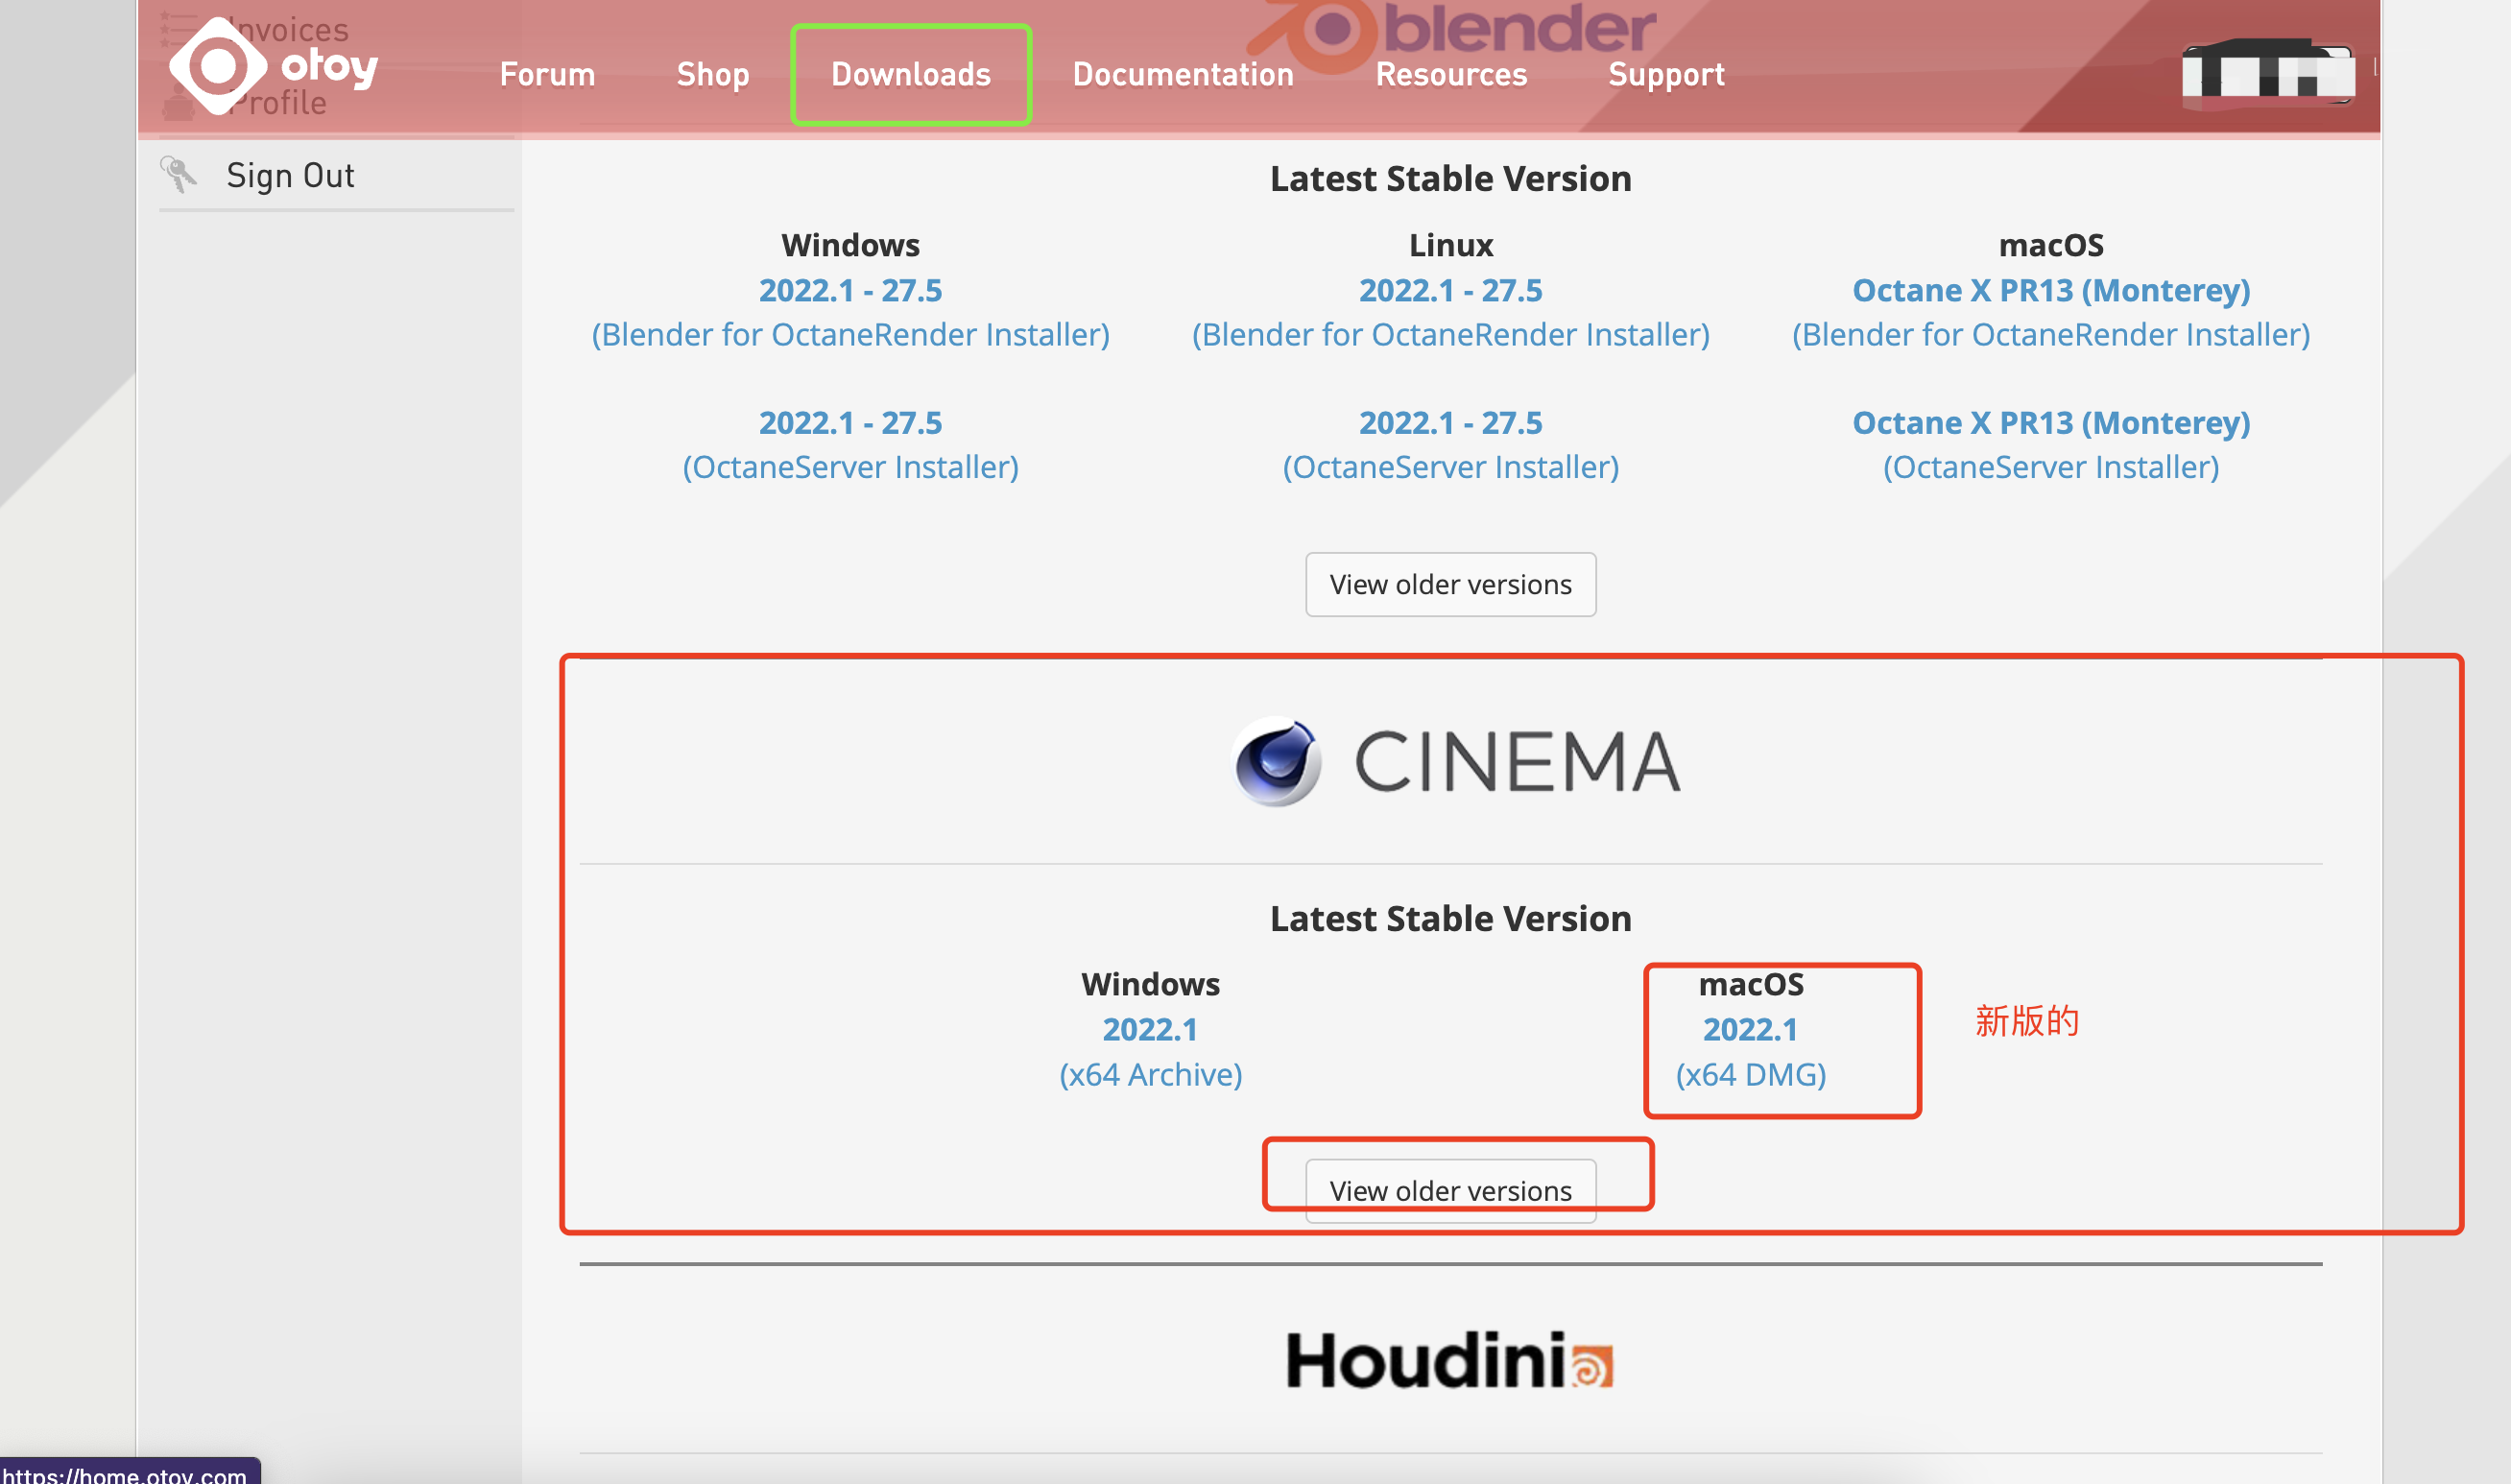 Invoices
otoy
Forum
Shop
Downloads
Documentation
Resources
Support
blender
Profile
Sign Out
Latest Stable Version
Windows
Linux
macOS
2022.1 - 27.5
2022.1 - 27.5
Octane X PR13 (Monterey)
(Blender for OctaneRender Installer)
(Blender for OctaneRender Installer)
(Blender for OctaneRender Installer)
2022.1 - 27.5
2022.1 - 27.5
Octane X PR13 (Monterey)
(OctaneServer Installer)
(OctaneServer Installer)
(OctaneServer Installer)
View older versions
CINEMA
Latest Stable Version
Windows
macOS
2022.1
2022.1
新版的
(x64 Archive)
(x64 DMG)
View older versions
Houdini
https://home.otoy.com